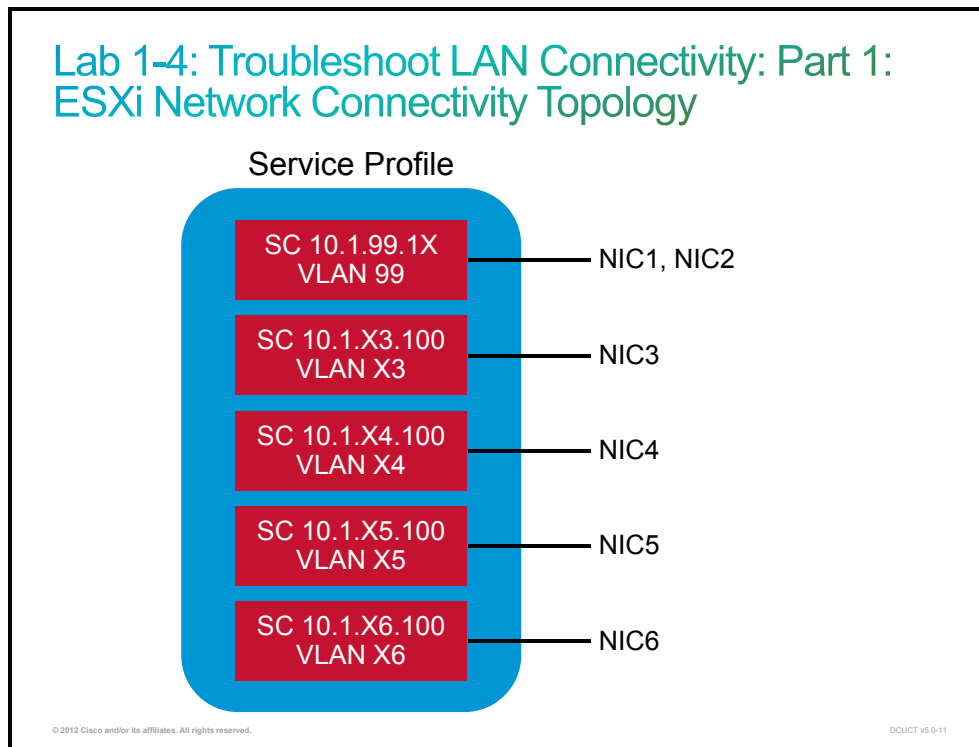 Lab 1-4: Troubleshoot LAN Connectivity: Part 1:
ESXi Network Connectivity Topology
Service Profile
SC 10.1.99.1X
VLAN 99
NIC1, NIC2
SC 10.1.X3.100
VLAN X3
NIC3
SC 10.1.X4.100
VLAN X4
NIC4
SC 10.1.X5.100
VLAN X5
NIC5
SC 10.1.X6.100
VLAN X6
NIC6
© 2012 Cisco and/or its affiliates. All rights reserved.
DCUCT v5.0-11